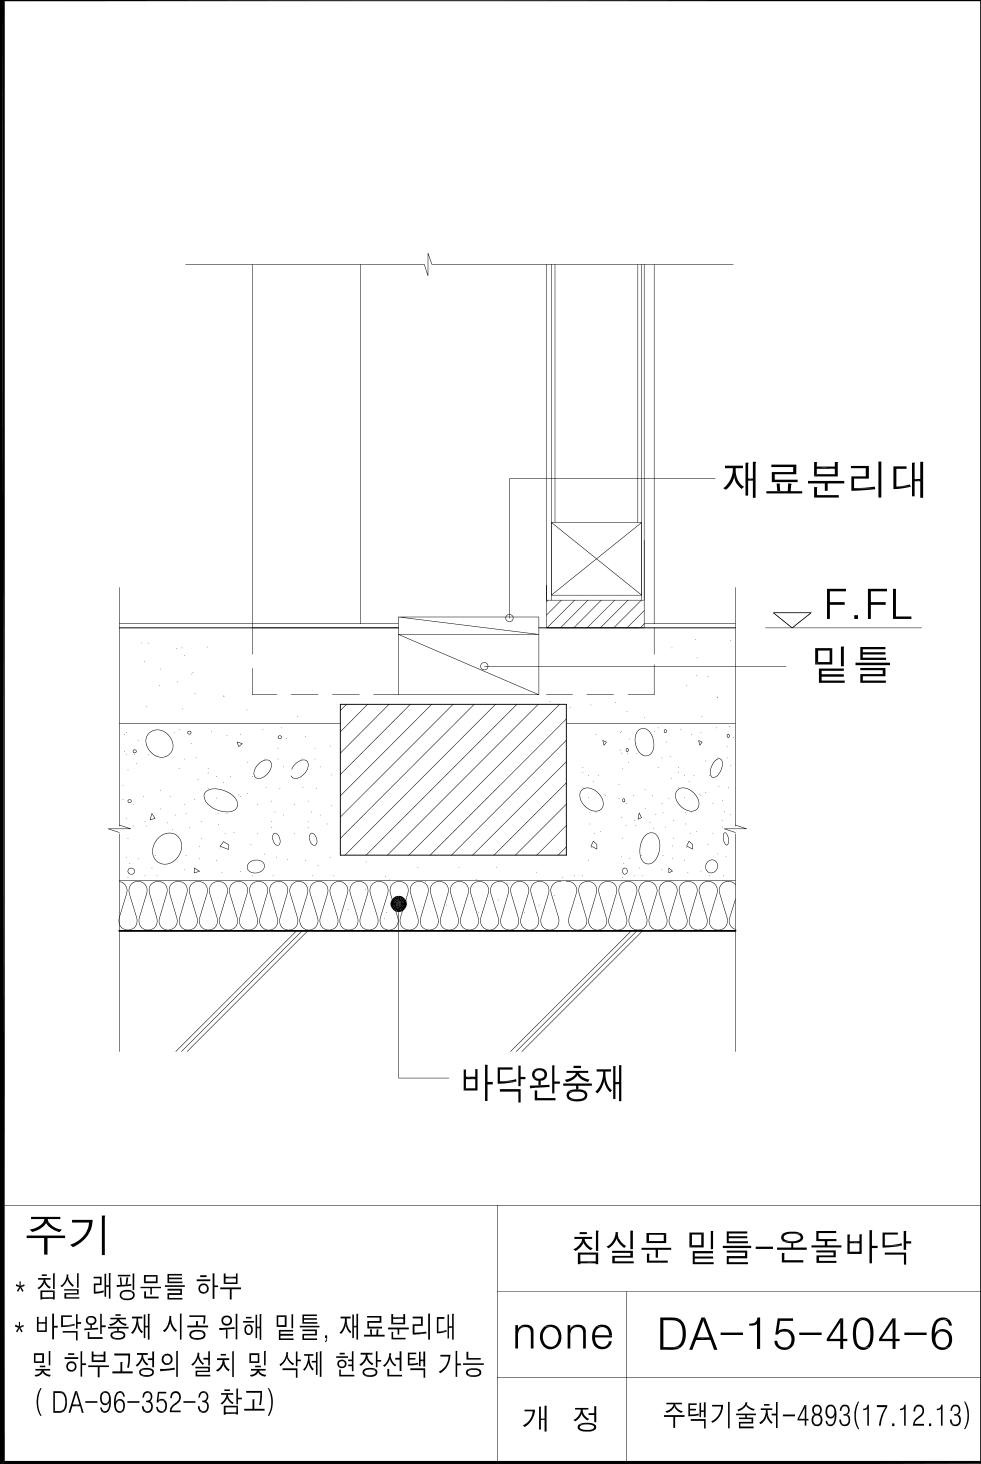 재료분리대
F.FL
밑틀
바닥완충재
주기
* 침실 래핑문틀 하부
* 바닥완충재 시공 위해 밑틀, 재료분리대
및 하부고정의 설치 및 삭제 현장선택 가능
( DA-96-352-3 참고)
침실문 밑틀-온돌바닥
none DA-15-404-6
개 정 주택기술처-4893(17.12.13)